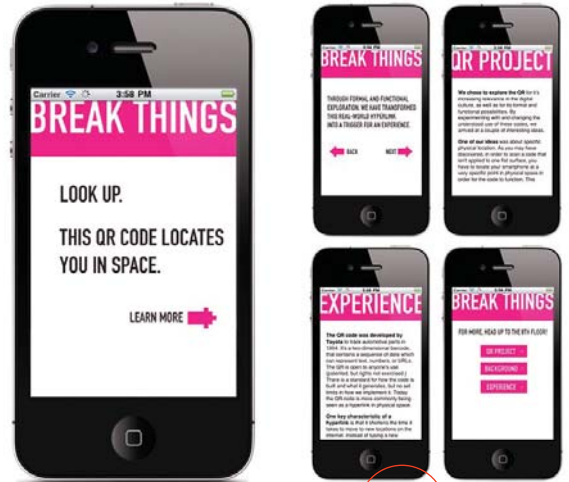 Carrier 3:58 PM
BREAK THINGS
LOOK UP.
THIS QR CODE LOCATES
YOU IN SPACE.
LEARN MORE
BREAK THINGS
THROUGH FORMAL AND FUNCTIONAL
EXPLORATION, WE HAVE TRANSFORMED
THIS REAL-WORLD HYPERLINK
INTO A TRIGGER FOR AN EXPERIENCE.
BACK NEXT
QR PROJECT
We chose to explore the QR for it's
increasing relevance in the digital
culture, as well as for its formal and
functional possibilities. By
experimenting with and changing the
understood use of these codes, we
arrived at a couple of interesting ideas.
One of our ideas was about specific
physical location. As you may have
discovered, in order to scan a code that
isn't applied to one flat surface, you
have to locate your smartphone at a
very specific point in physical space in
order for the code to function. This
EXPERIENCE
The QR code was developed by
Toyota to track automotive parts in
1994. It's a two-dimensional barcode,
that contains a sequence of data which
can represent text, numbers, or URLs.
The QR is open to anyone's use
(patented, but rights not exercised.)
There is a standard for how the code is
built and what it generates, but no set
limits in how we implement it. Today
the QR code is more commonly being
seen as a hyperlink in physical space.
One key characteristic of a
hyperlink is that it shortens the time it
takes to move to new locations on the
internet. Instead of typing a new
BREAK THINGS
FOR MORE, HEAD UP TO THE 8TH FLOOR!
QR PROJECT
BACKGROUND
EXPERIENCE